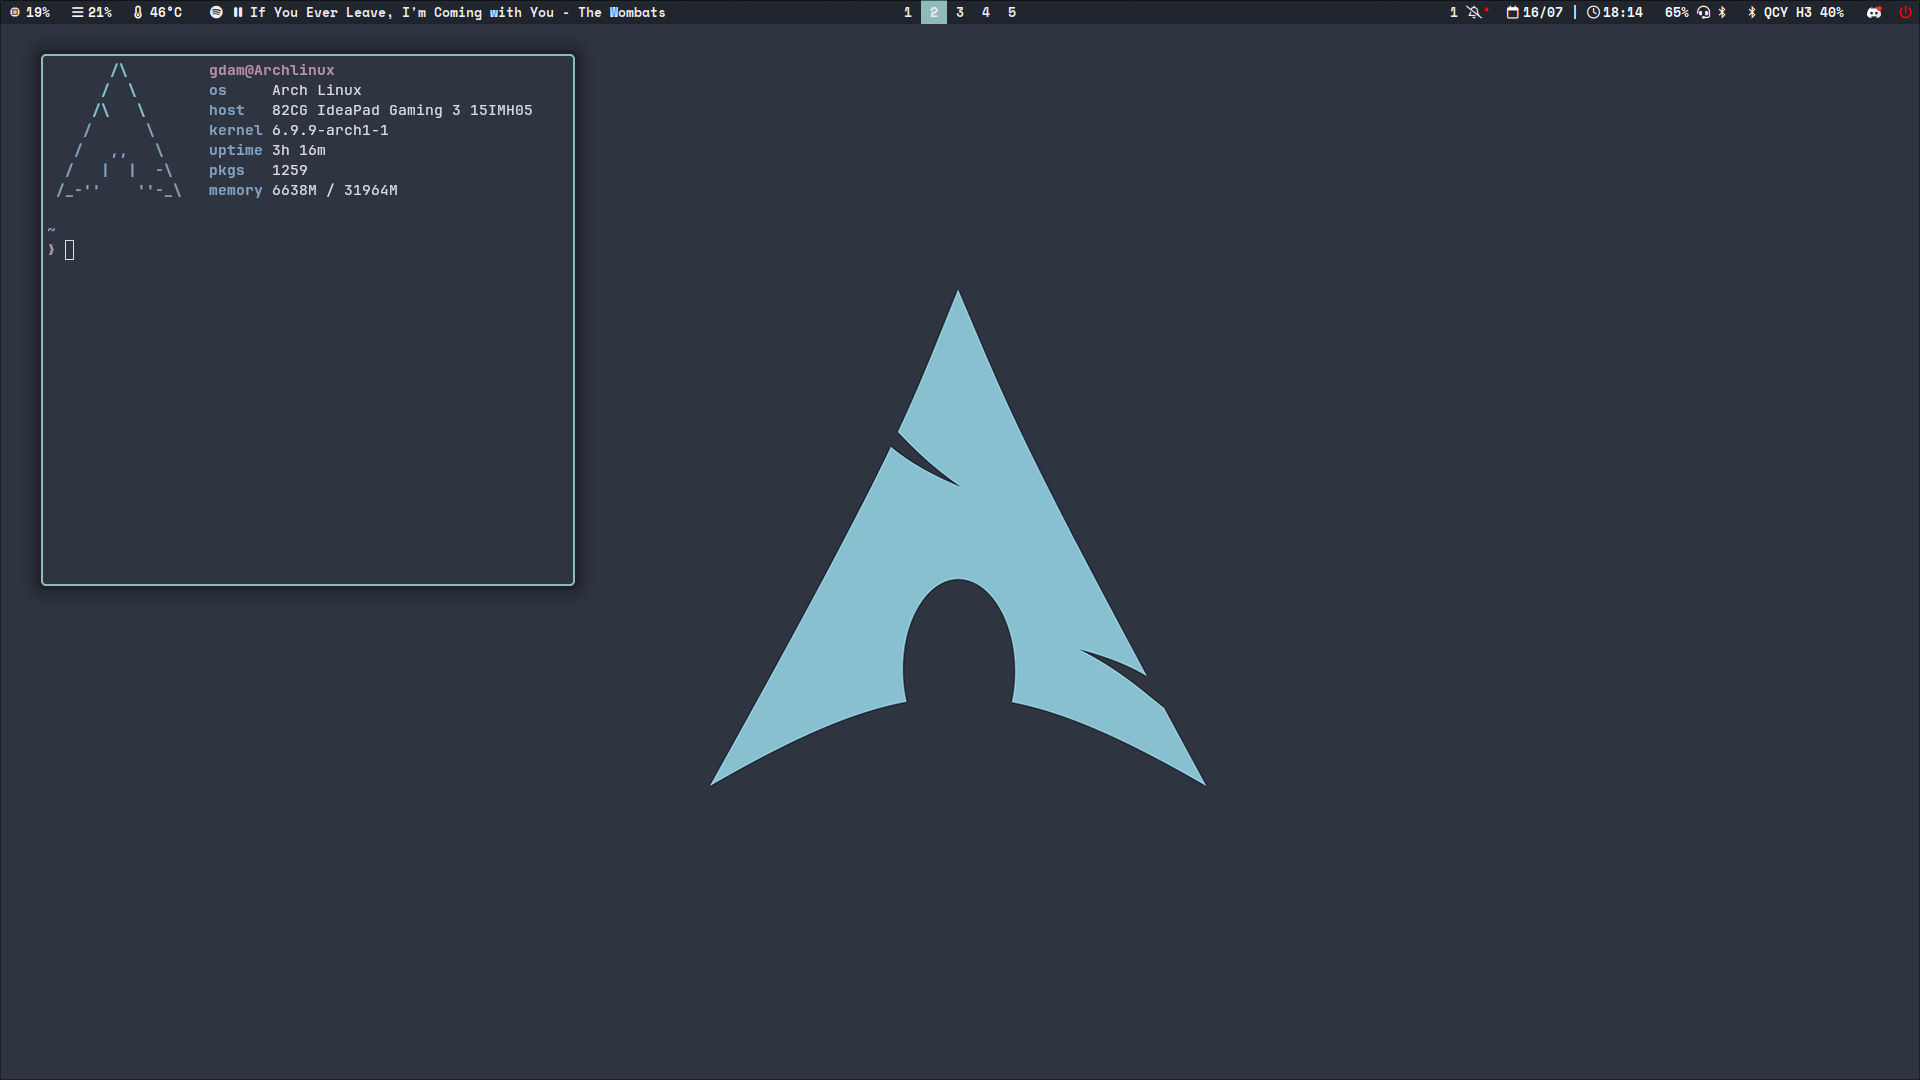 19% 21% 46°C If You Ever Leave, I'm Coming with You - The Wombats 1 2 3 4 5 1 16/07 | 18:14 65% QCY H3 40%
gdam@Archlinux
os Arch Linux
host 82CG IdeaPad Gaming 3 15IMH05
kernel 6.9.9-arch1-1
uptime 3h 16m
pkgs 1259
memory 6638M / 31964M
~
❯